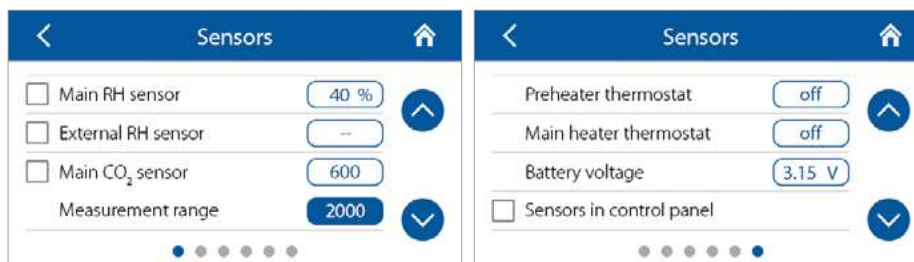 Sensors
Main RH sensor 40 %
External RH sensor --
Main CO₂ sensor 600
Measurement range 2000
Sensors
Preheater thermostat off
Main heater thermostat off
Battery voltage 3.15 V
Sensors in control panel